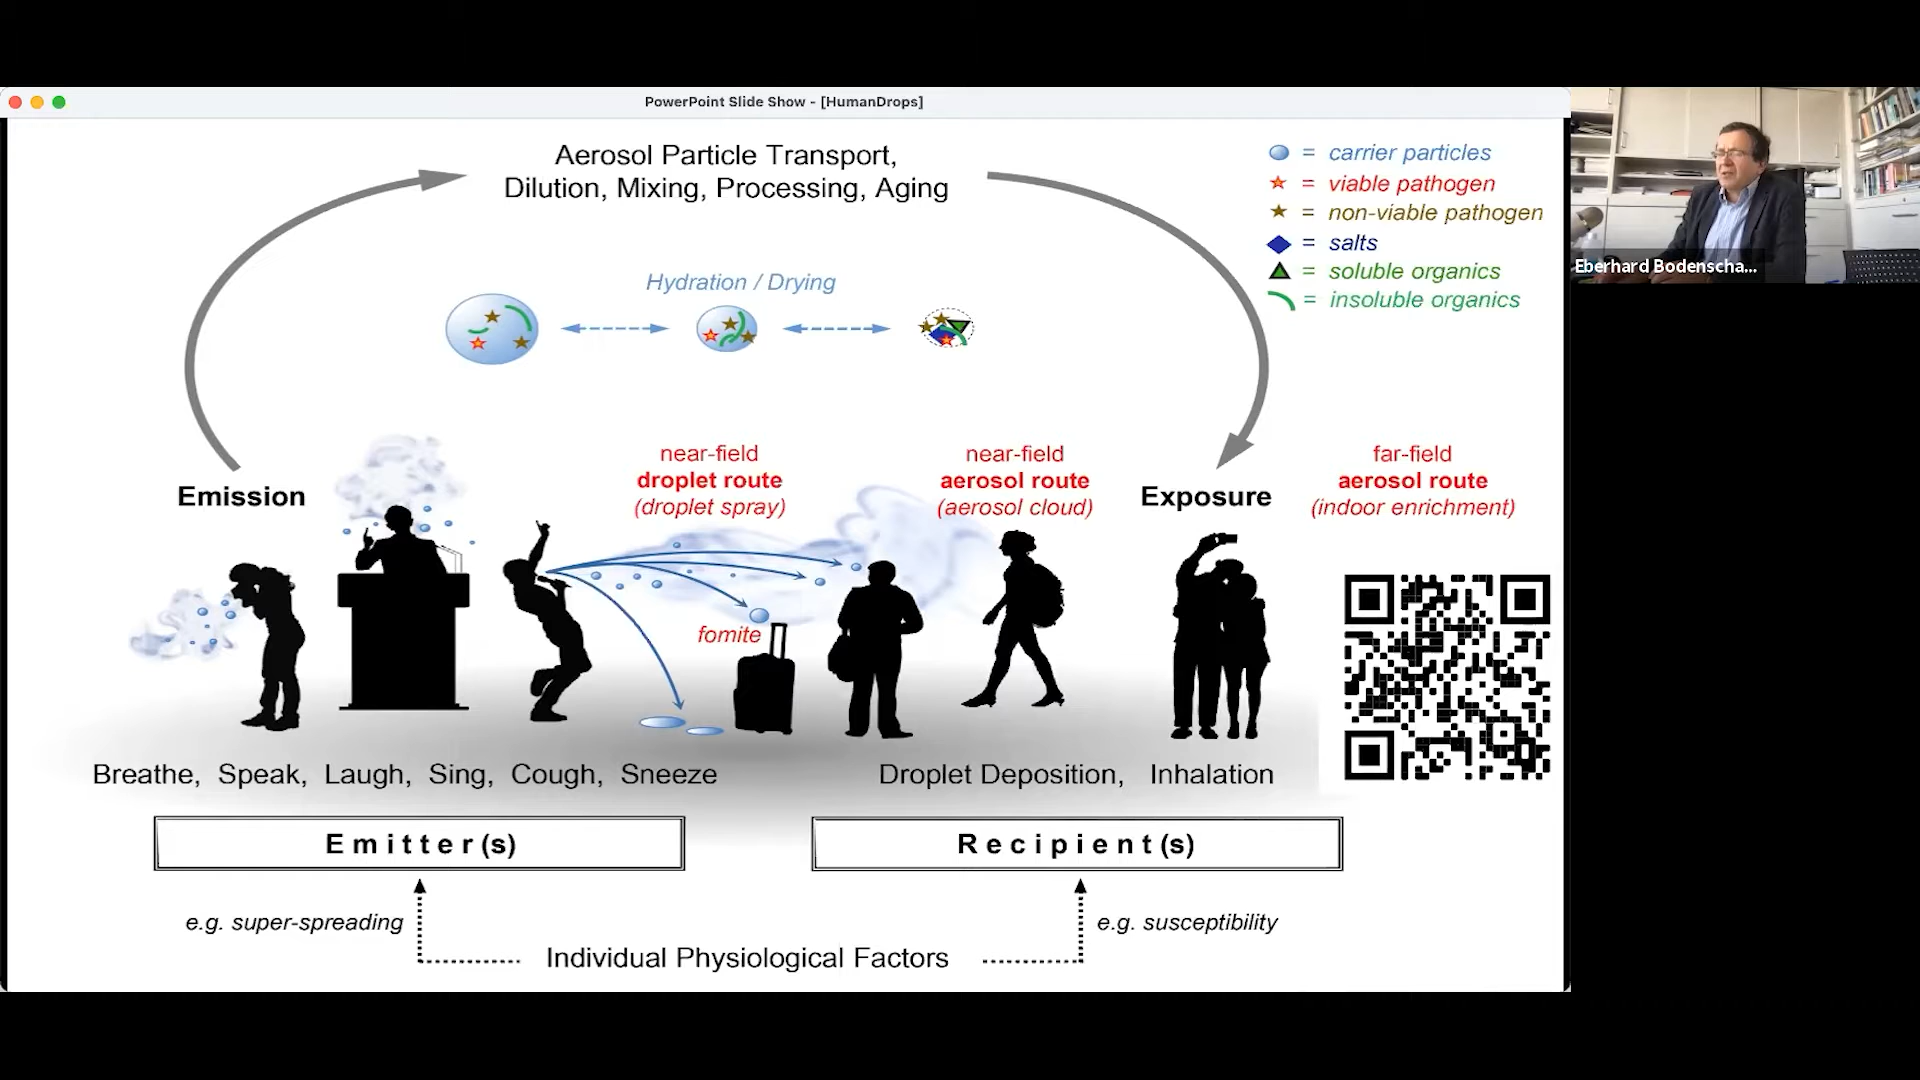 PowerPoint Slide Show - [HumanDrops]
Aerosol Particle Transport,
Dilution, Mixing, Processing, Aging
= carrier particles
= viable pathogen
= non-viable pathogen
= salts
= soluble organics
= insoluble organics
Eberhard Bodenscha...
Hydration / Drying
Emission
near-field
droplet route
(droplet spray)
near-field
aerosol route
(aerosol cloud)
Exposure
far-field
aerosol route
(indoor enrichment)
fomite
Breathe, Speak, Laugh, Sing, Cough, Sneeze
Droplet Deposition, Inhalation
Emitter(s)
Recipient(s)
e.g. super-spreading
e.g. susceptibility
Individual Physiological Factors